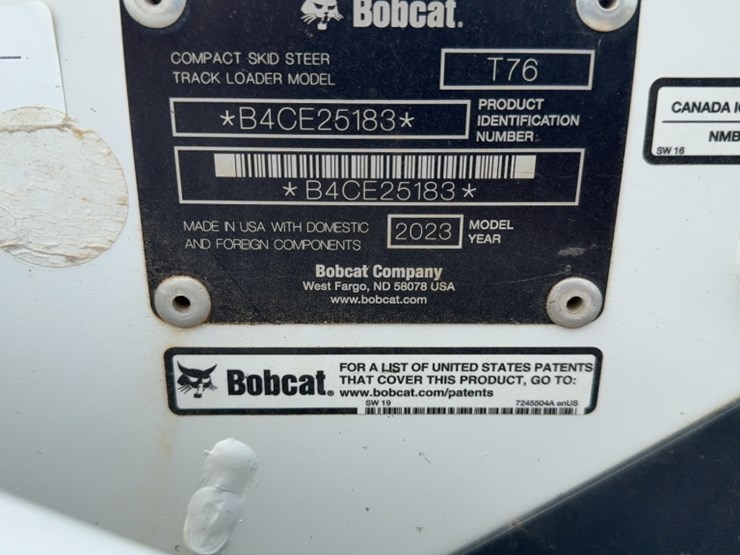 Bobcat.
COMPACT SKID STEER
TRACK LOADER MODEL
T76
*B4CE25183*
PRODUCT
IDENTIFICATION
NUMBER
*B4CE25183*
MADE IN USA WITH DOMESTIC
AND FOREIGN COMPONENTS
2023
MODEL
YEAR
Bobcat Company
West Fargo, ND 58078 USA
www.bobcat.com
CANADA
NMB
SW 16
Bobcat®
FOR A LIST OF UNITED STATES PATENTS
THAT COVER THIS PRODUCT, GO TO:
www.bobcat.com/patents
SW 19
7245504A enUS